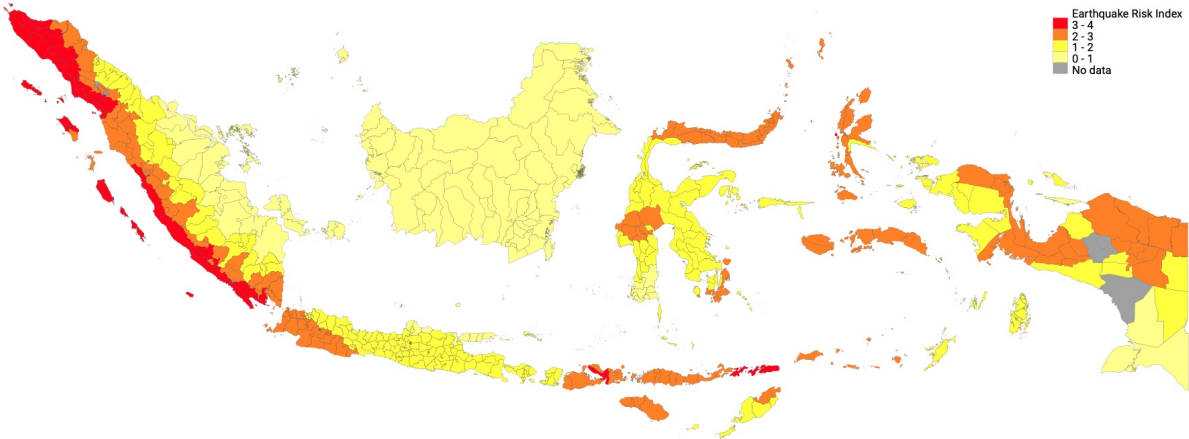 Earthquake Risk Index
3 - 4
2 - 3
1 - 2
0 - 1
No data